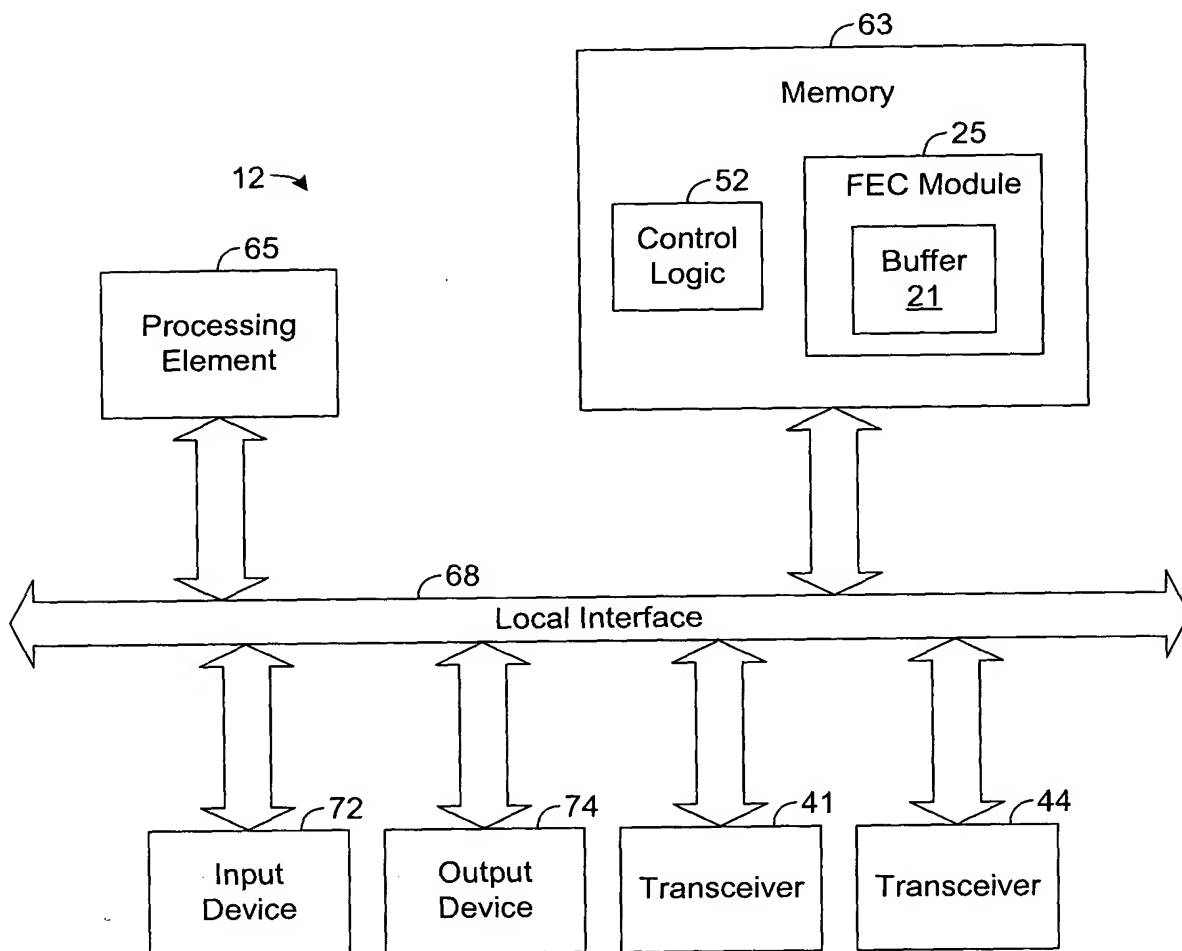 63
Memory
25
12
52
FEC Module
65
Control
Logic
Buffer
21
Processing
Element
68
Local Interface
72
74
41
44
Input
Device
Output
Device
Transceiver
Transceiver